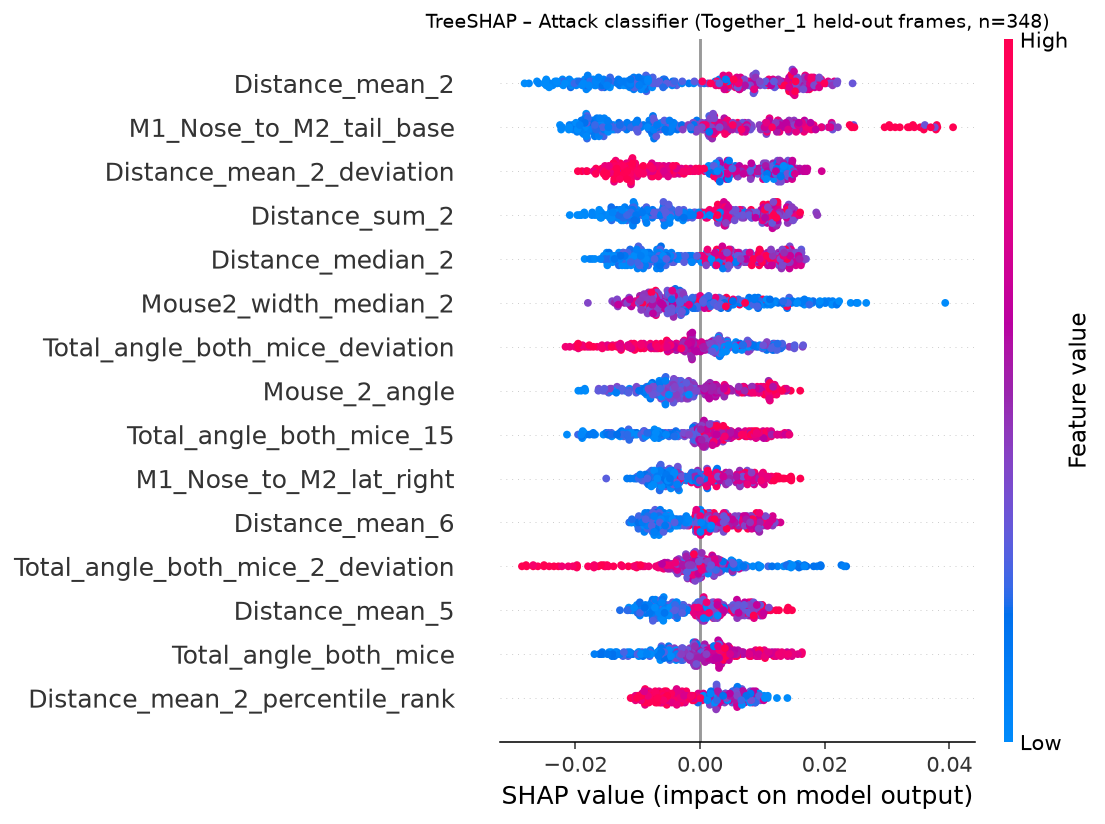 TreeSHAP – Attack classifier (Together_1 held-out frames, n=348)
High
Distance_mean_2
M1_Nose_to_M2_tail_base
Distance_mean_2_deviation
Distance_sum_2
Distance_median_2
Mouse2_width_median_2
Total_angle_both_mice_deviation
Mouse_2_angle
Total_angle_both_mice_15
M1_Nose_to_M2_lat_right
Distance_mean_6
Total_angle_both_mice_2_deviation
Distance_mean_5
Total_angle_both_mice
Distance_mean_2_percentile_rank
Feature value
Low
−0.02 0.00 0.02 0.04
SHAP value (impact on model output)